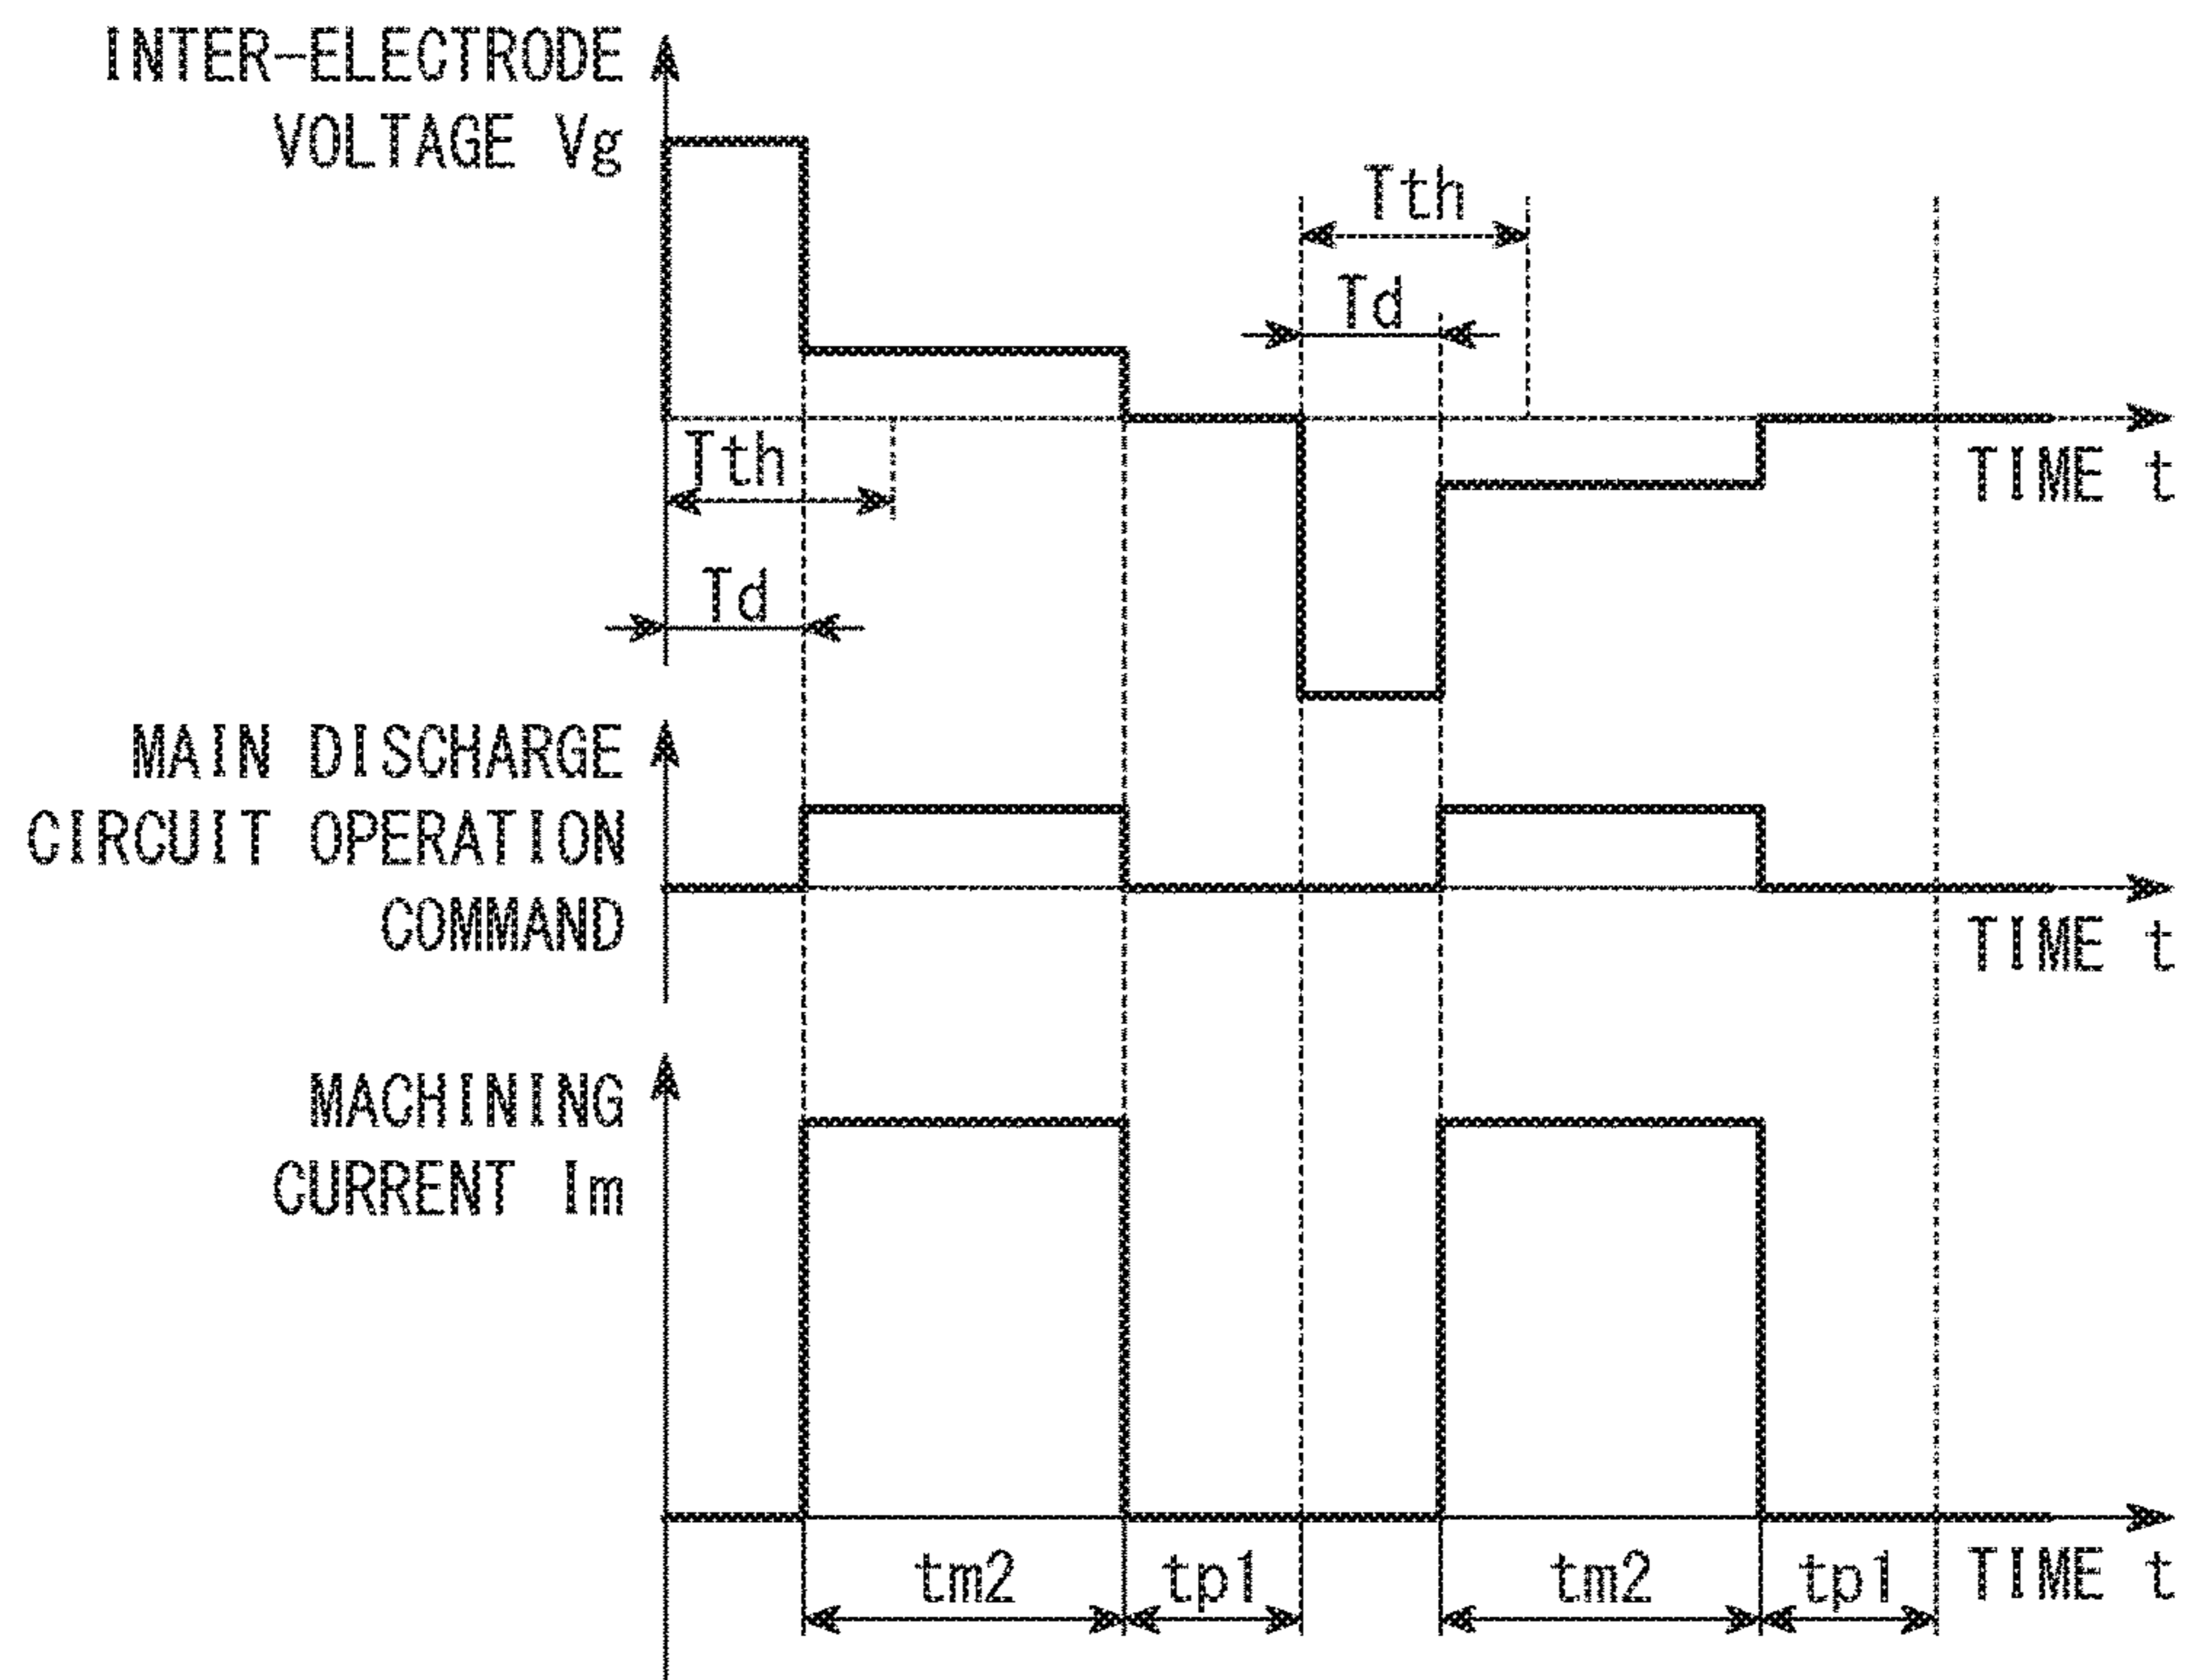 INTER-ELECTRODE
VOLTAGE Vg
Tth
Td
Tth
TIME t
Td
MAIN DISCHARGE
CIRCUIT OPERATION
COMMAND
TIME t
MACHINING
CURRENT Im
tm2 tp1 tm2 tp1 TIME t